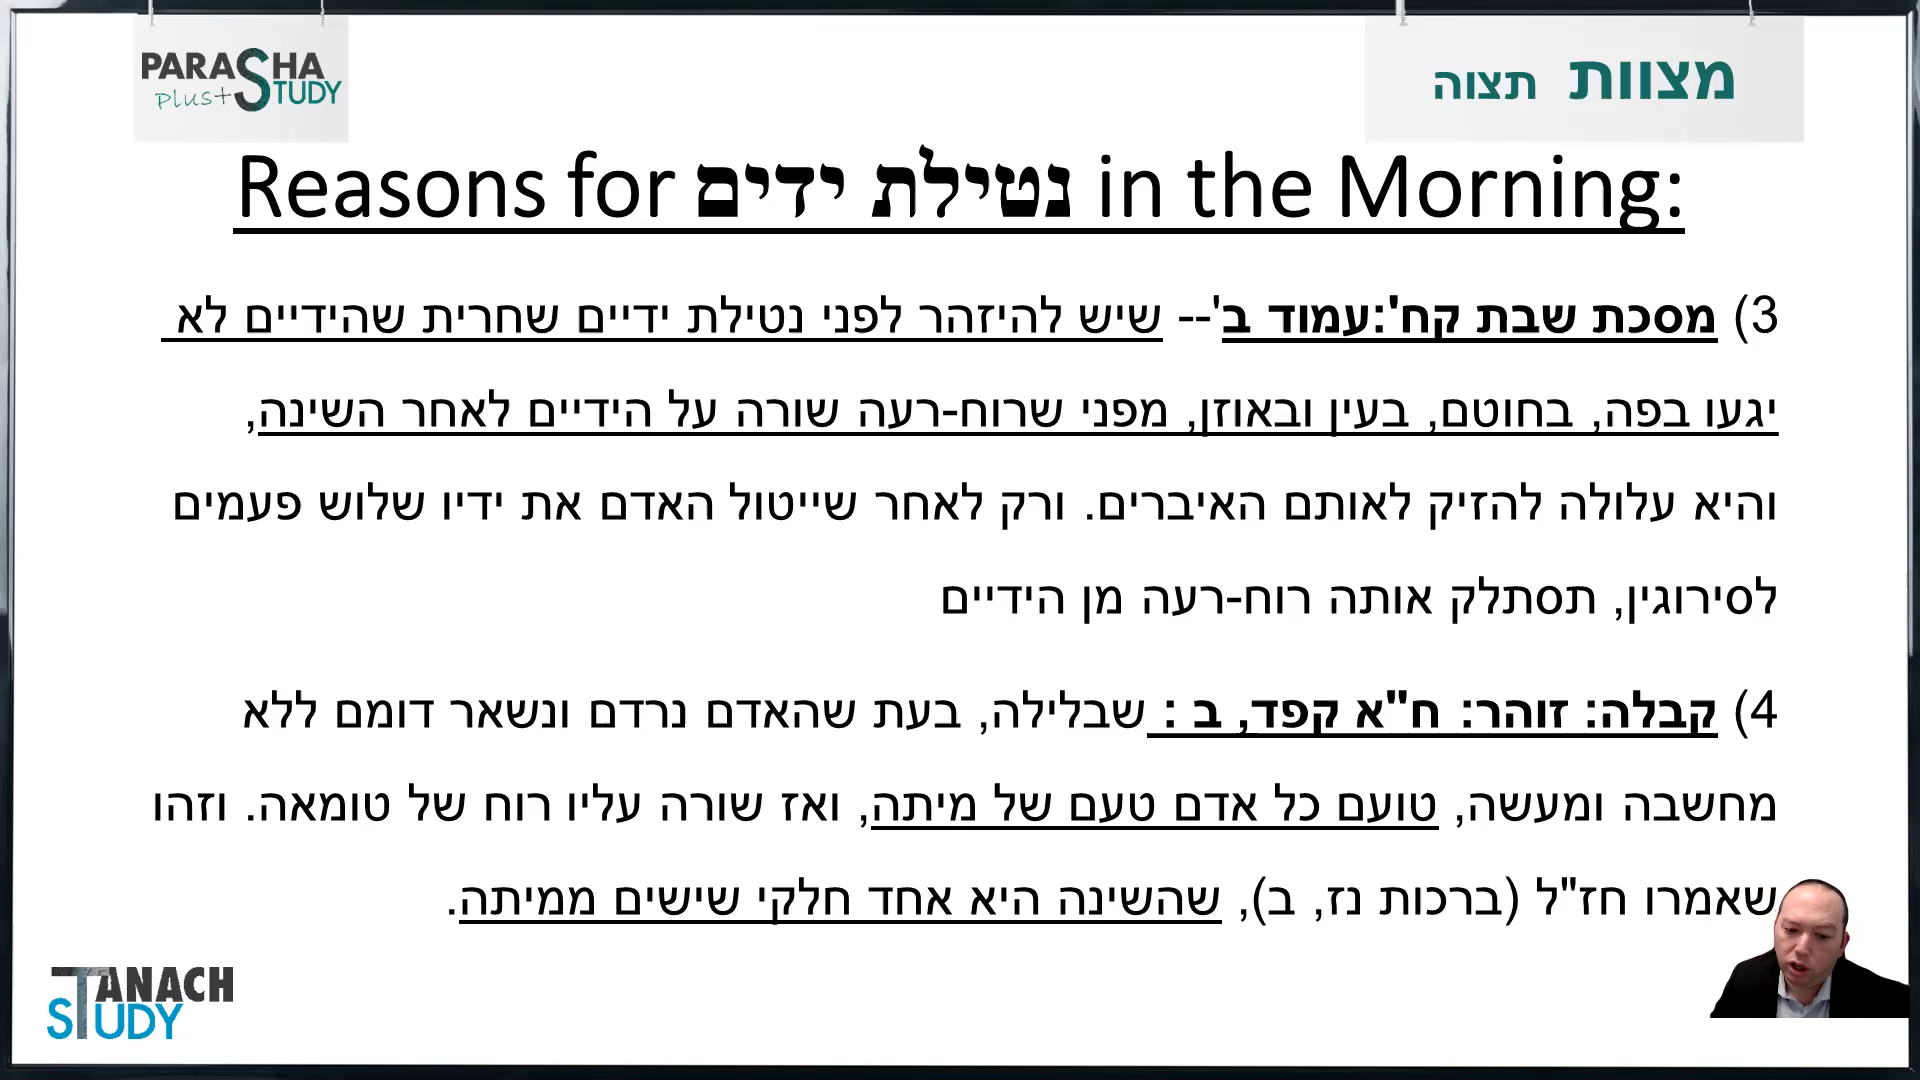 PARASHA
plus+ STUDY
מצוות תצוה
Reasons for נטילת ידים in the Morning:
3) מסכת שבת קח':עמוד ב'-- שיש להיזהר לפני נטילת ידיים שחרית שהידיים לא
יגעו בפה, בחוטם, בעין ובאוזן, מפני שרוח-רעה שורה על הידיים לאחר השינה,
והיא עלולה להזיק לאותם האיברים. ורק לאחר שייטול האדם את ידיו שלוש פעמים
לסירוגין, תסתלק אותה רוח-רעה מן הידיים
4) קבלה: זוהר: ח"א קפד, ב : שבלילה, בעת שהאדם נרדם ונשאר דומם ללא
מחשבה ומעשה, טועם כל אדם טעם של מיתה, ואז שורה עליו רוח של טומאה. וזהו
שאמרו חז"ל (ברכות נז, ב), שהשינה היא אחד חלקי שישים ממיתה.
TANACH
STUDY